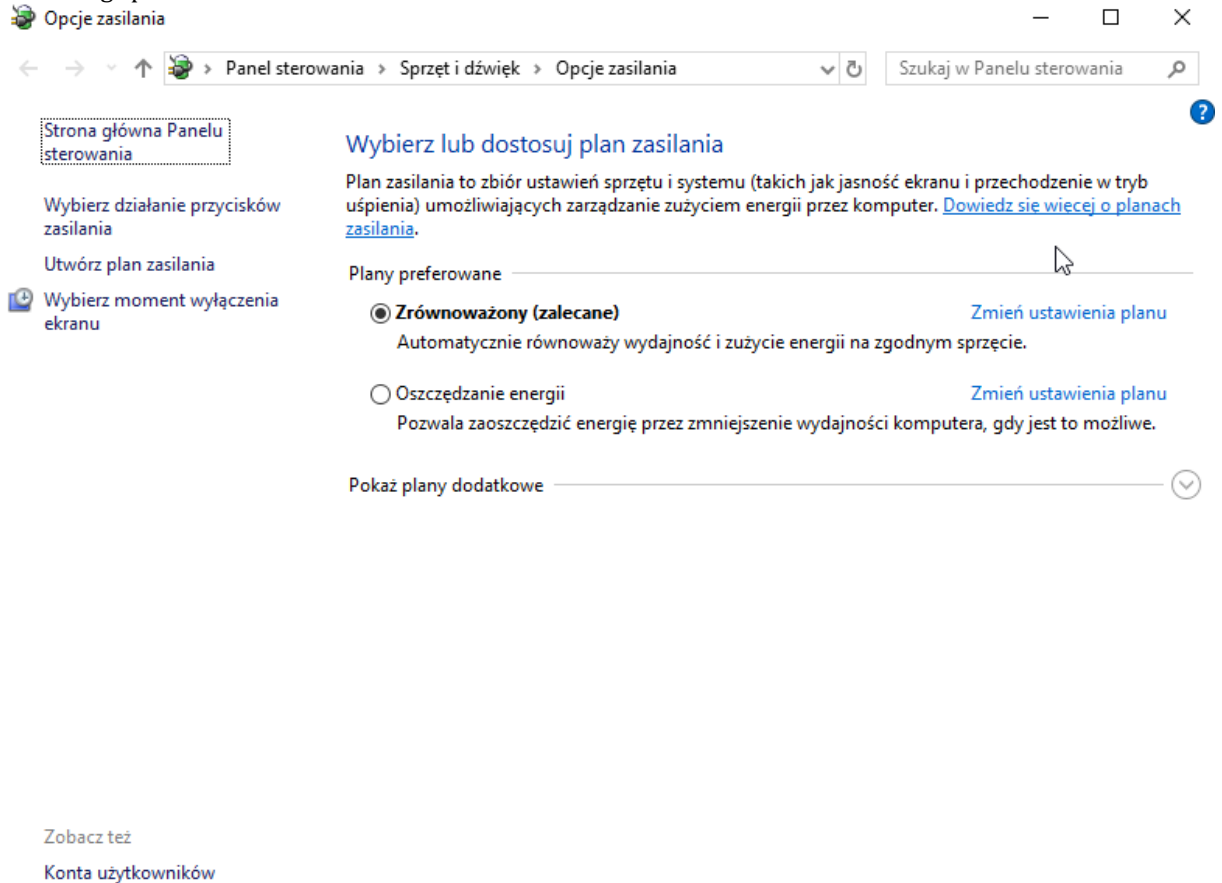 Opcje zasilania
Panel sterowania > Sprzęt i dźwięk > Opcje zasilania
Szukaj w Panelu sterowania
Strona główna Panelu
sterowania
Wybierz działanie przycisków
zasilania
Utwórz plan zasilania
Wybierz moment wyłączenia
ekranu
Wybierz lub dostosuj plan zasilania
Plan zasilania to zbiór ustawień sprzętu i systemu (takich jak jasność ekranu i przechodzenie w tryb
uśpienia) umożliwiających zarządzanie zużyciem energii przez komputer. Dowiedz się więcej o planach
zasilania.
Plany preferowane
Zrównoważony (zalecane) Zmień ustawienia planu
Automatycznie równoważy wydajność i zużycie energii na zgodnym sprzęcie.
Oszczędzanie energii Zmień ustawienia planu
Pozwala zaoszczędzić energię przez zmniejszenie wydajności komputera, gdy jest to możliwe.
Pokaż plany dodatkowe
Zobacz też
Konta użytkowników